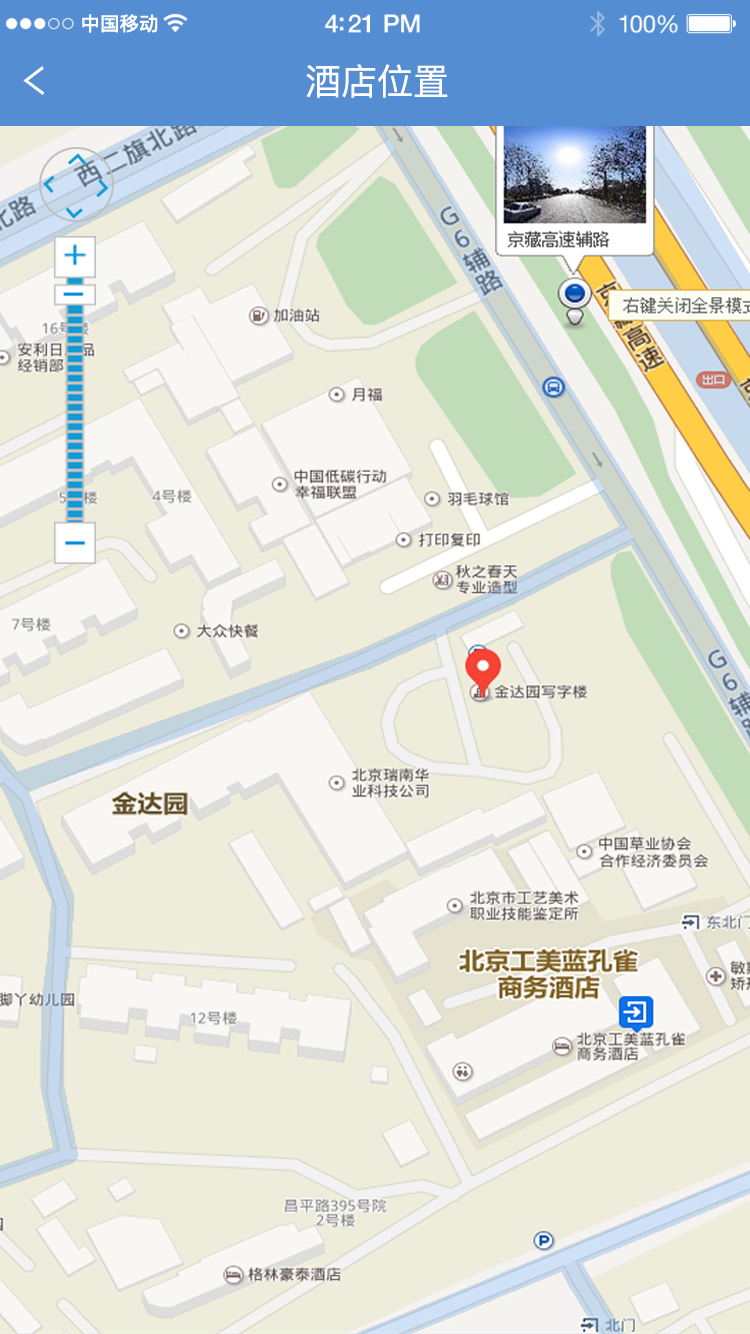 中国移动
4:21 PM
100%
酒店位置
西二旗北路
北路
G6辅路
京藏高速辅路
右键关闭全景模式
京藏高速
出口
加油站
安利日用品
经销部
月福
中国低碳行动
幸福联盟
羽毛球馆
4号楼
打印复印
秋之春天
专业造型
7号楼
大众快餐
G6辅
金达园写字楼
北京瑞南华
业科技公司
金达园
中国草业协会
合作经济委员会
北京市工艺美术
职业技能鉴定所
东北门
北京工美蓝孔雀
商务酒店
脚丫幼儿园
12号楼
北京工美蓝孔雀
商务酒店
昌平路395号院
2号楼
P
格林豪泰酒店
北门